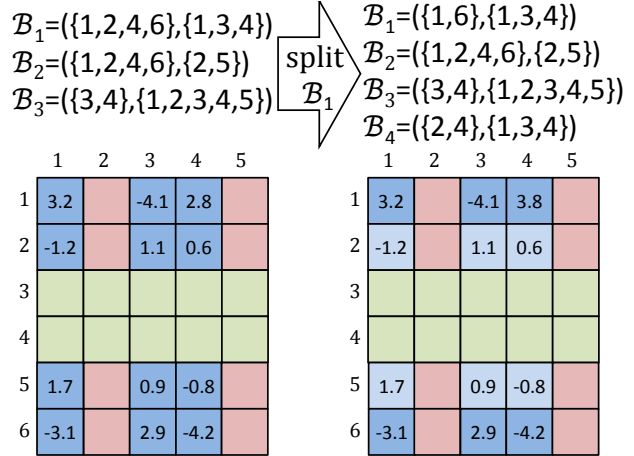 ℬ₁=({1,2,4,6},{1,3,4})
ℬ₂=({1,2,4,6},{2,5})
ℬ₃=({3,4},{1,2,3,4,5})
split
ℬ₁
ℬ₁=({1,6},{1,3,4})
ℬ₂=({1,2,4,6},{2,5})
ℬ₃=({3,4},{1,2,3,4,5})
ℬ₄=({2,4},{1,3,4})
1 2 3 4 5
1 3.2 -4.1 2.8
2 -1.2 1.1 0.6
3
4
5 1.7 0.9 -0.8
6 -3.1 2.9 -4.2
1 2 3 4 5
1 3.2 -4.1 3.8
2 -1.2 1.1 0.6
3
4
5 1.7 0.9 -0.8
6 -3.1 2.9 -4.2